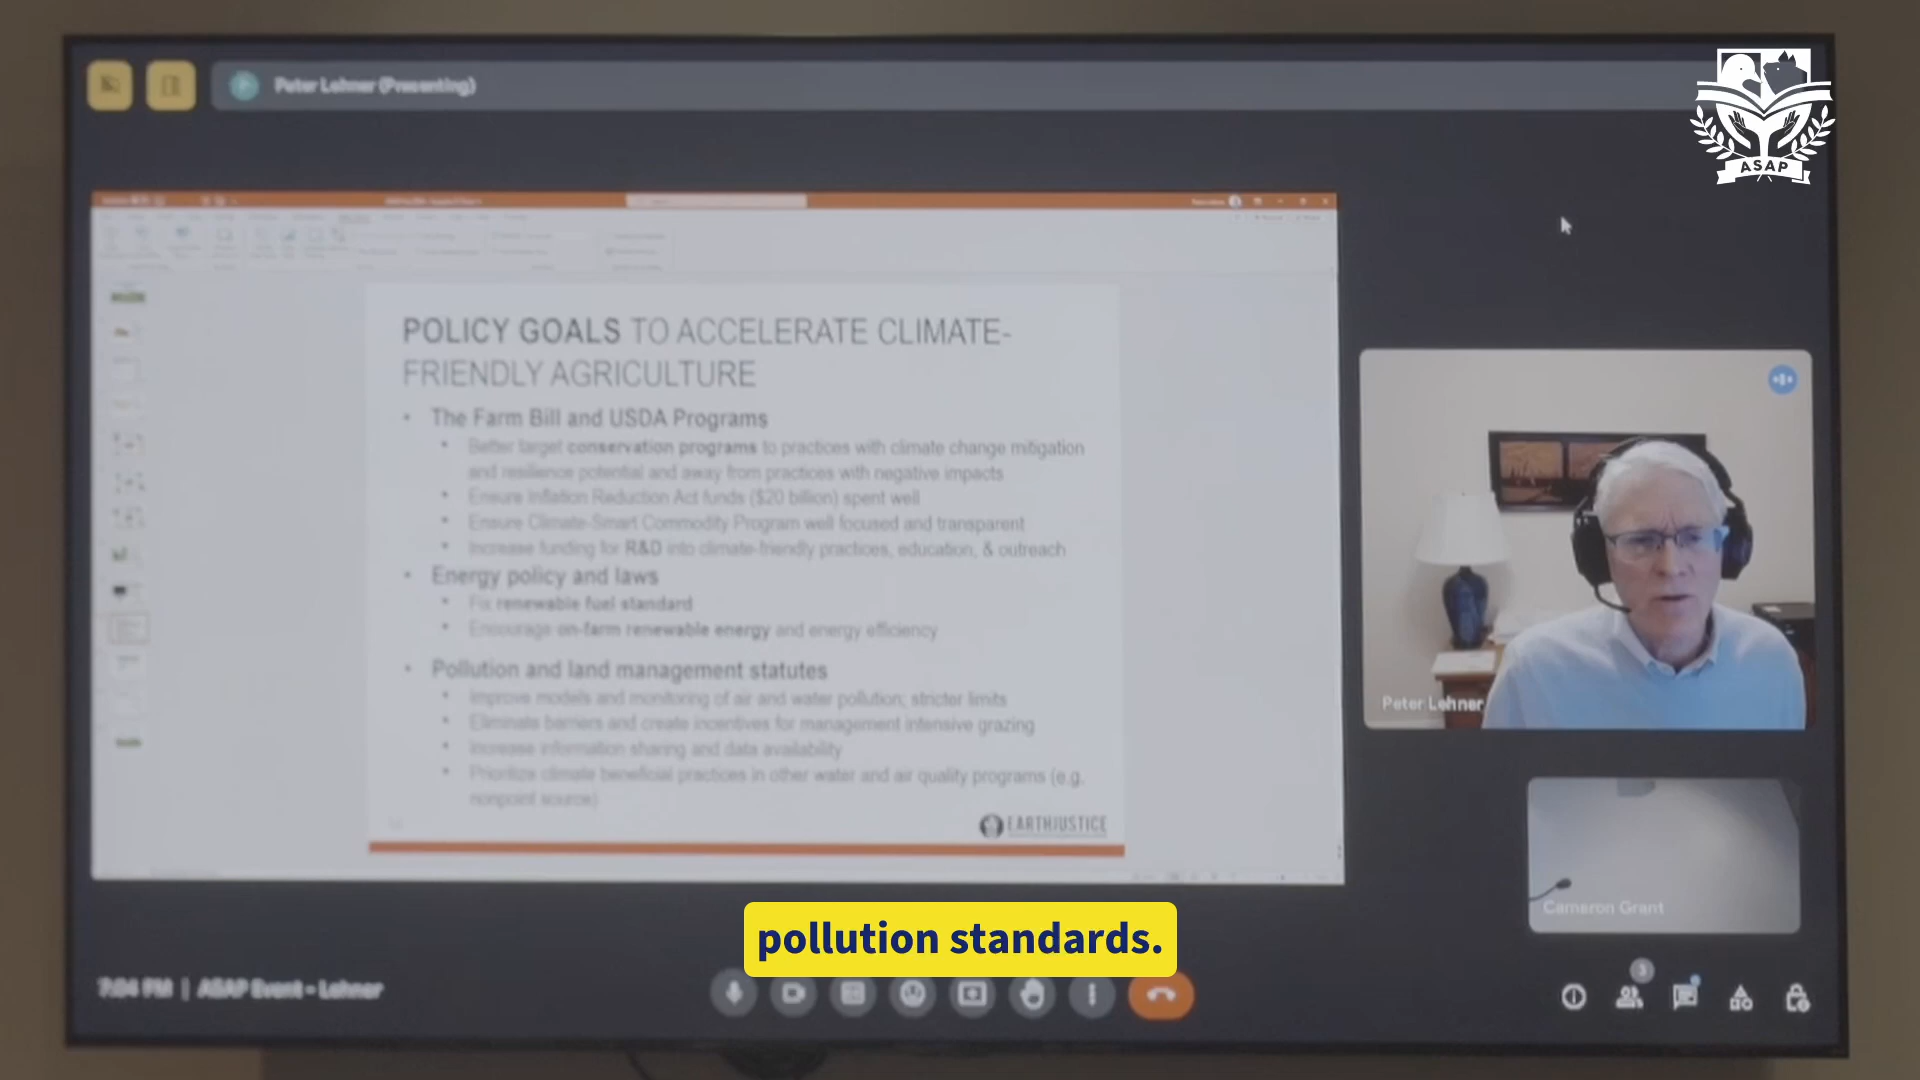 Peter Lehner (Presenting)
ASAP
POLICY GOALS TO ACCELERATE CLIMATE-
FRIENDLY AGRICULTURE
• The Farm Bill and USDA Programs
• Better target conservation programs to practices with climate change mitigation
and resilience potential and away from practices with negative impacts
• Ensure Inflation Reduction Act funds ($20 billion) spent well
• Ensure Climate-Smart Commodity Program well focused and transparent
• Increase funding for R&D into climate-friendly practices, education, & outreach
• Energy policy and laws
• Fix renewable fuel standard
• Encourage on-farm renewable energy and energy efficiency
• Pollution and land management statutes
• Improve models and monitoring of air and water pollution; stricter limits
• Eliminate barriers and create incentives for management intensive grazing
• Increase information sharing and data availability
• Prioritize climate beneficial practices in other water and air quality programs (e.g.
nonpoint source)
EARTHJUSTICE
Peter Lehner
Cameron Grant
pollution standards.
7:04 PM | ASAP Event - Lehner
3